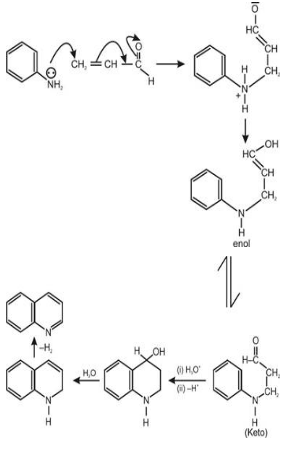 O
HC
CH
NH₂
CH₂
CH
C
O
H
H
N
+
H
CH₂
HC
OH
CH
CH₂
N
H
enol
N
–H₂
H₂O
N
H
H
OH
N
H
(i) H₃O⁺
(ii) –H⁺
O
H–C
CH₂
CH₂
N
H
(Keto)